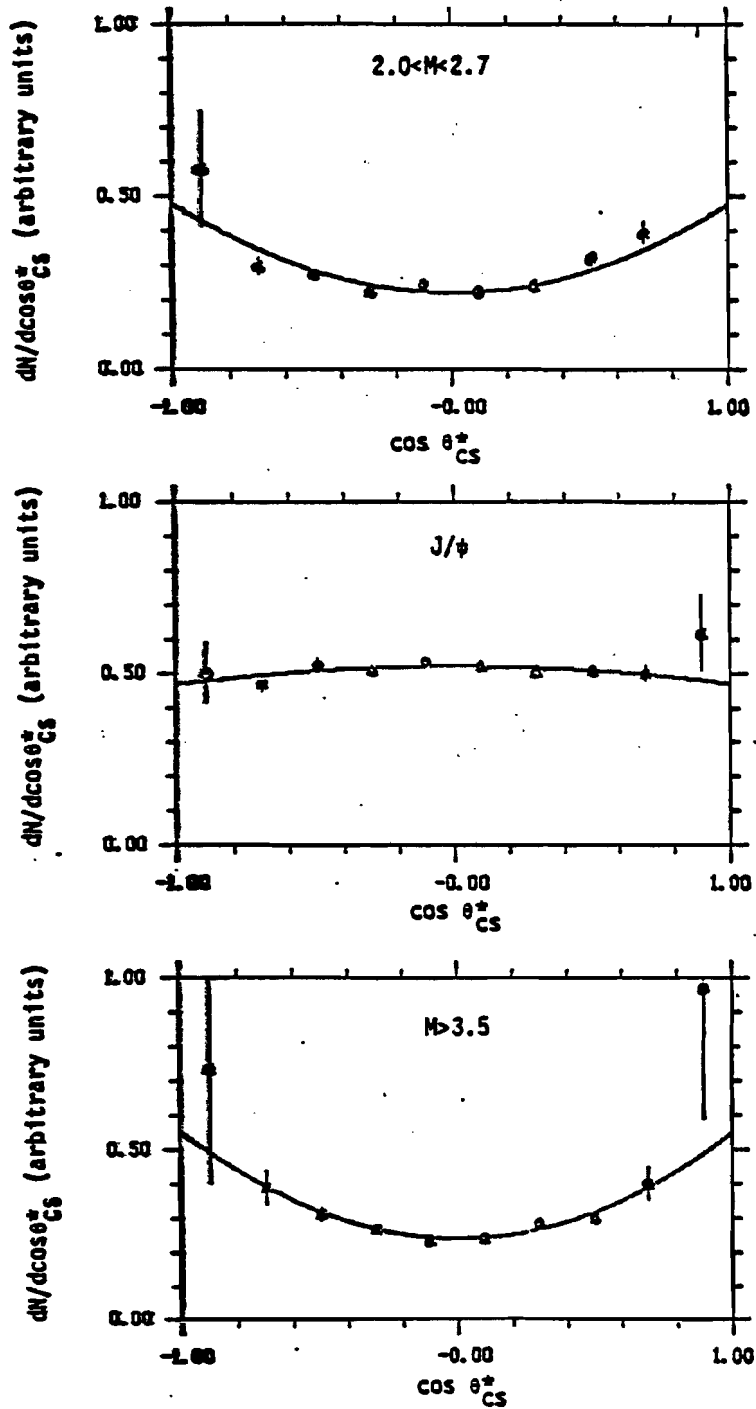 1.00
2.0<M<2.7
0.50
0.00
-1.00 -0.00 1.00
cos θ*CS
dN/dcosθ*CS (arbitrary units)
1.00
J/ψ
0.50
0.00
-1.00 -0.00 1.00
cos θ*CS
dN/dcosθ*CS (arbitrary units)
1.00
M>3.5
0.50
0.00
-1.00 -0.00 1.00
cos θ*CS
dN/dcosθ*CS (arbitrary units)